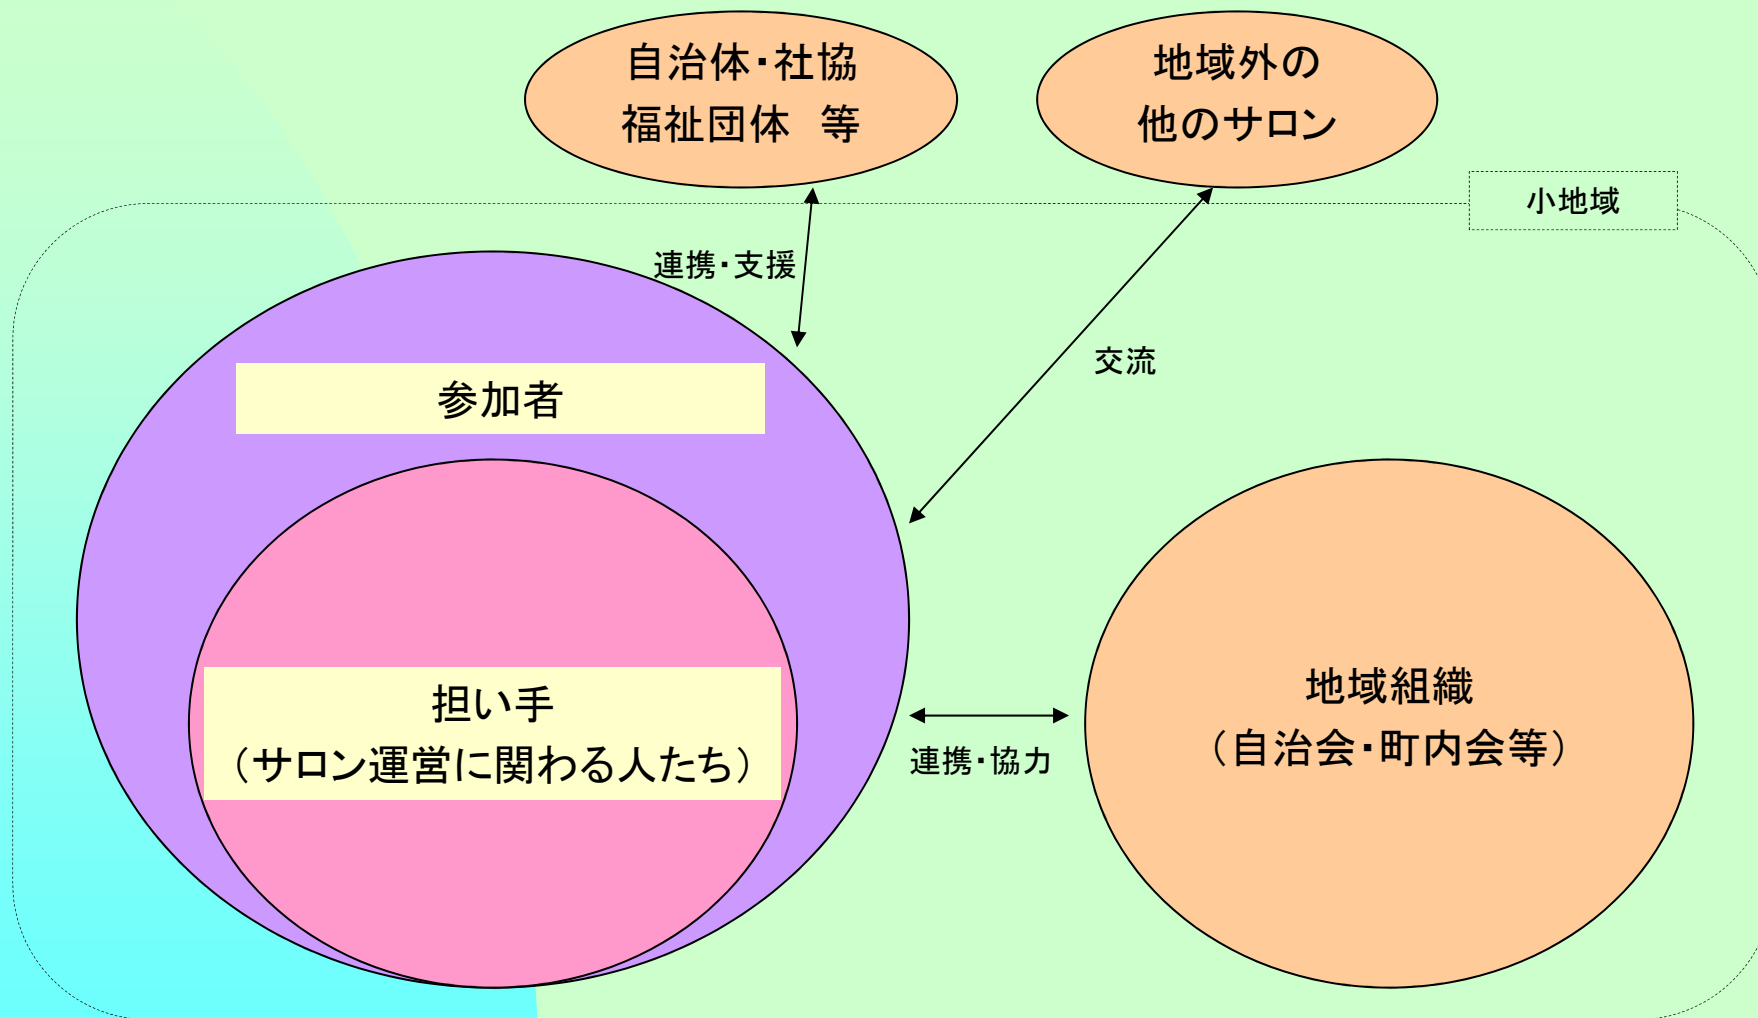 自治体・社協
福祉団体　等
地域外の
他のサロン
小地域
連携・支援
交流
参加者
担い手
（サロン運営に関わる人たち）
連携・協力
地域組織
（自治会・町内会等）